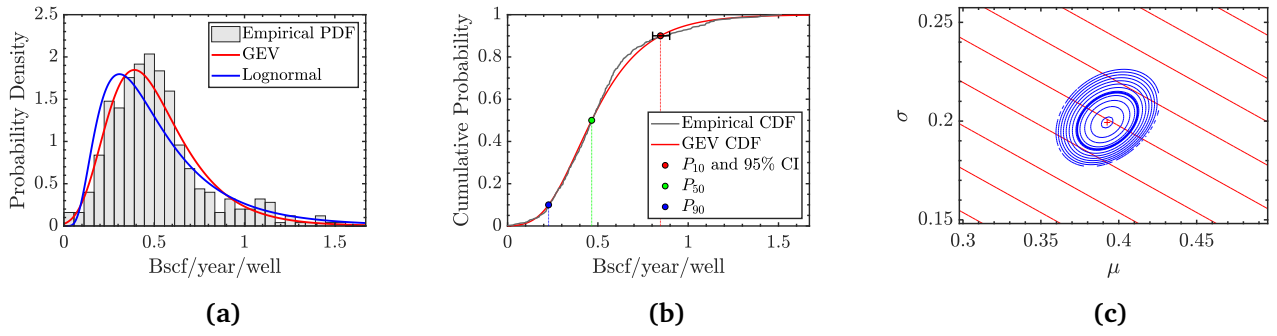 Probability Density
2.5
2
1.5
1
0.5
0
0
0.5
1
1.5
Bscf/year/well
Empirical PDF
GEV
Lognormal
(a)
Cumulative Probability
1
0.8
0.6
0.4
0.2
0
0
0.5
1
1.5
Bscf/year/well
Empirical CDF
GEV CDF
P10 and 95% CI
P50
P90
(b)
σ
0.25
0.2
0.15
0.3
0.35
0.4
0.45
μ
(c)